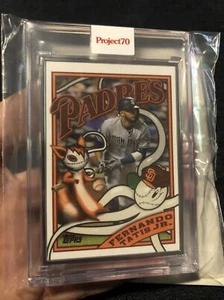 Project70
PADRES
FERNANDO
TATIS JR.
TOPPS